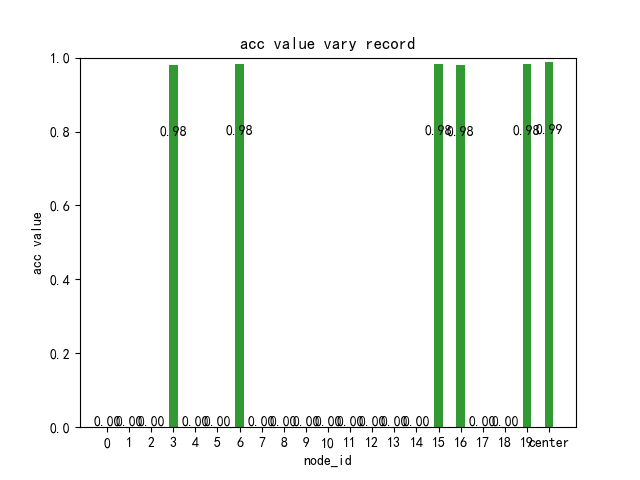 acc value vary record
1.0
0.8
0.6
0.4
0.2
0.0
acc value
0.98 0.98 0.98 0.98 0.98 0.99
0.00 0.00 0.00 0.00 0.00 0.00 0.00 0.00 0.00 0.00 0.00 0.00 0.00 0.00 0.00
0 1 2 3 4 5 6 7 8 9 10 11 12 13 14 15 16 17 18 19 center
node_id